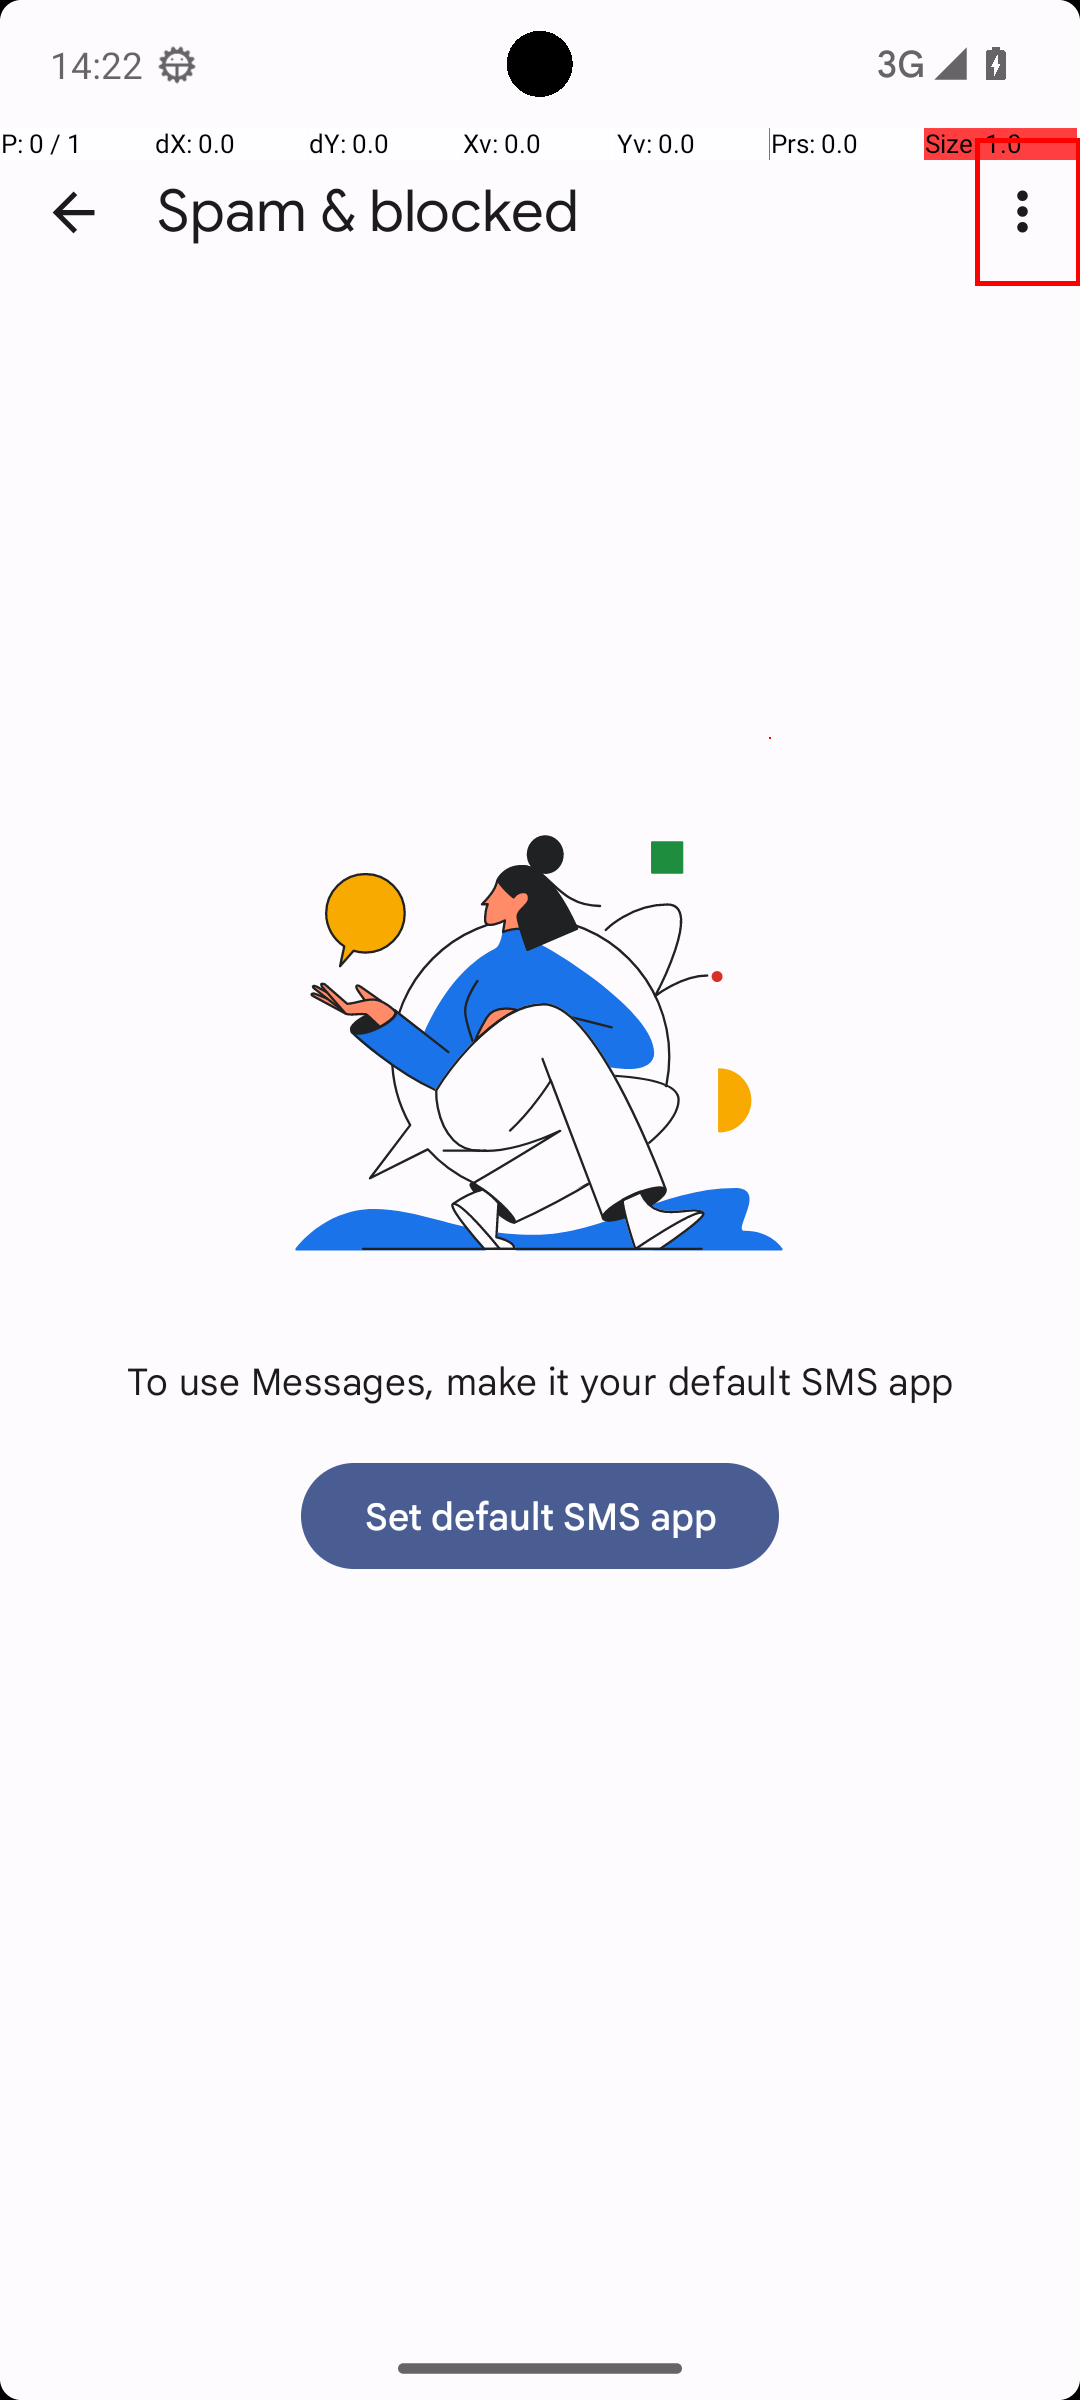 14:22
3G
P: 0 / 1 dX: 0.0 dY: 0.0 Xv: 0.0 Yv: 0.0 Prs: 0.0 Size: 1.0
Spam & blocked
To use Messages, make it your default SMS app
Set default SMS app